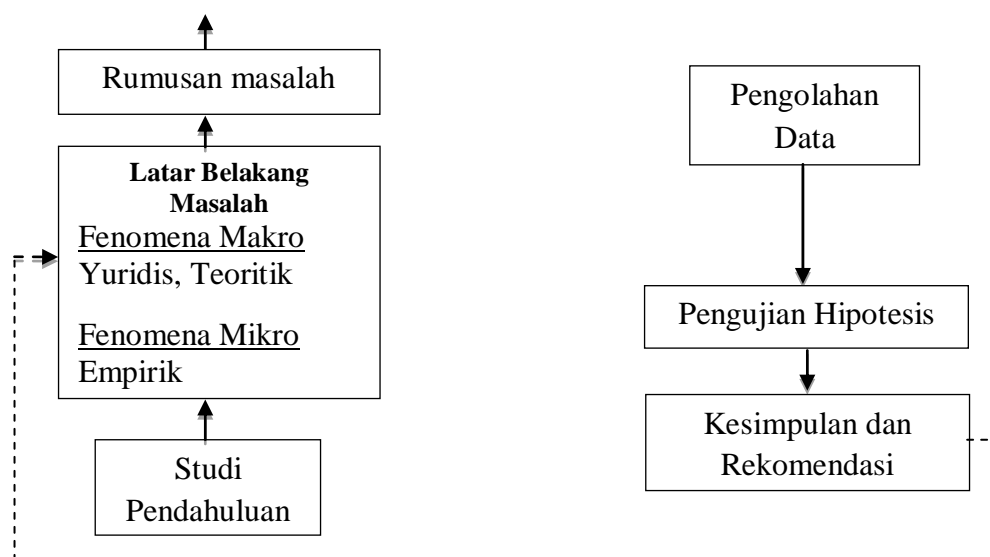 Rumusan masalah
Latar Belakang
Masalah
Fenomena Makro
Yuridis, Teoritik
Fenomena Mikro
Empirik
Studi
Pendahuluan
Pengolahan
Data
Pengujian Hipotesis
Kesimpulan dan
Rekomendasi